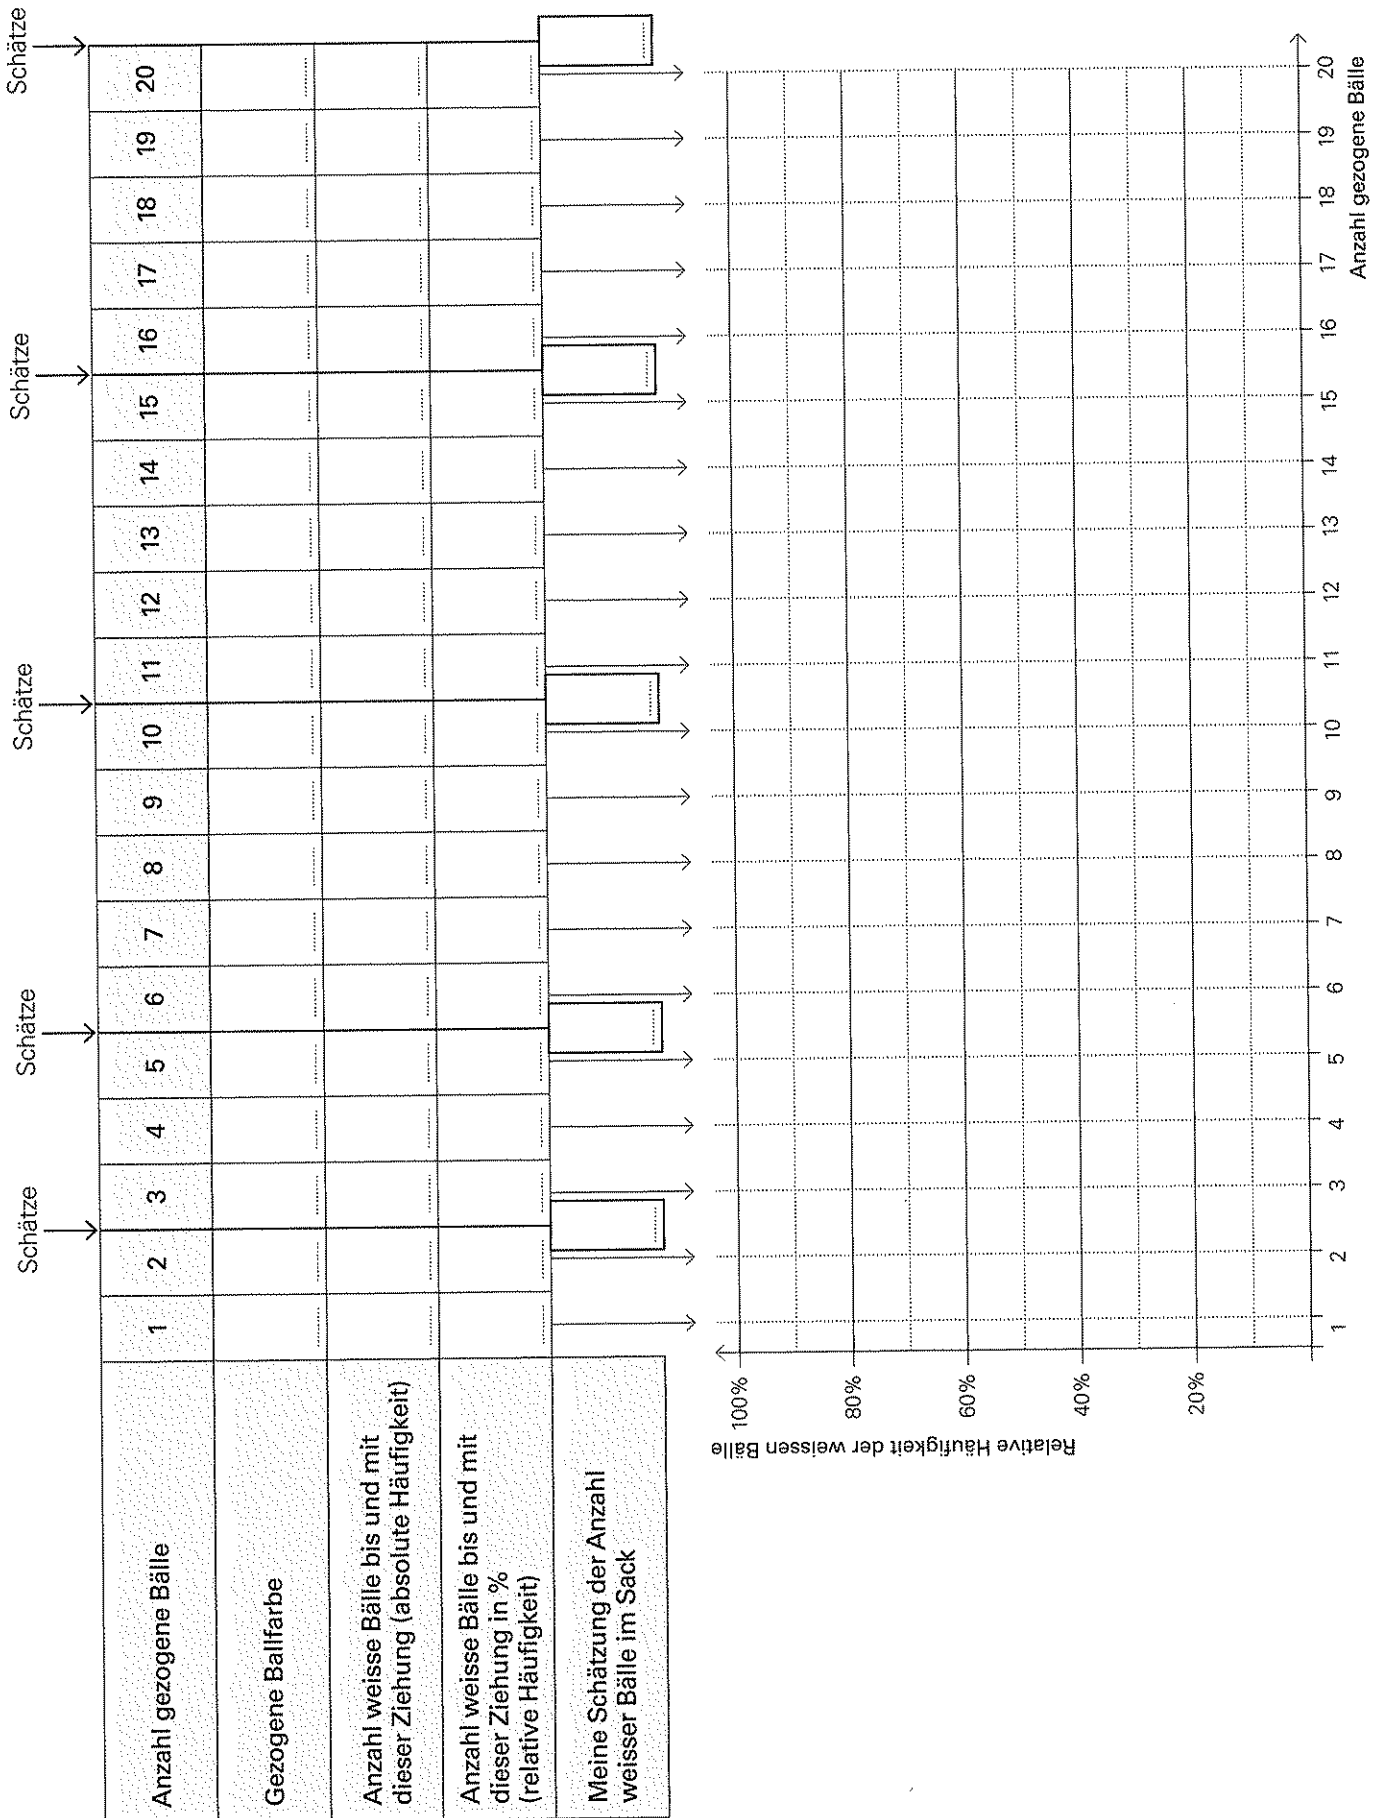 Schätze
Schätze
Schätze
Schätze
Schätze
Anzahl gezogene Bälle
1 2 3 4 5 6 7 8 9 10 11 12 13 14 15 16 17 18 19 20
Gezogene Ballfarbe
Anzahl weisse Bälle bis und mit
dieser Ziehung (absolute Häufigkeit)
Anzahl weisse Bälle bis und mit
dieser Ziehung in %
(relative Häufigkeit)
Meine Schätzung der Anzahl
weisser Bälle im Sack
Relative Häufigkeit der weissen Bälle
100%
80%
60%
40%
20%
1 2 3 4 5 6 7 8 9 10 11 12 13 14 15 16 17 18 19 20
Anzahl gezogene Bälle